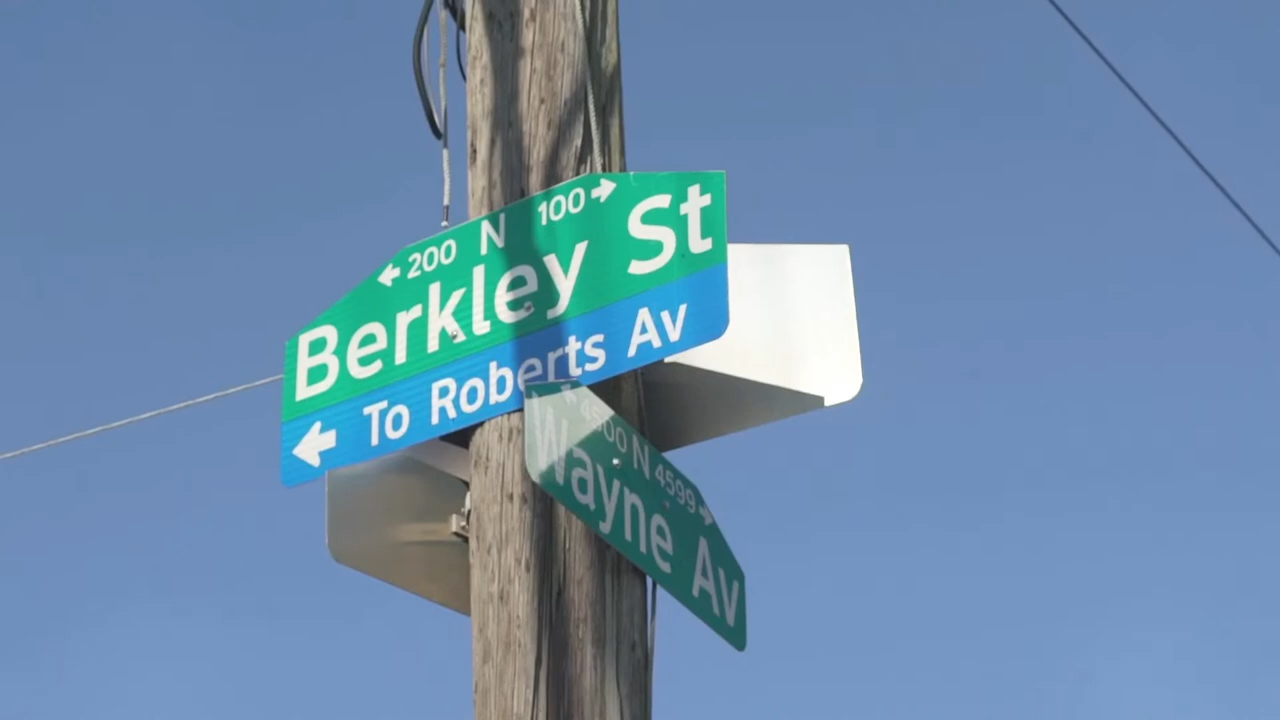 ← 200 N 100 →
Berkley St
← To Roberts Av
← 4500 N 4599 →
Wayne Av